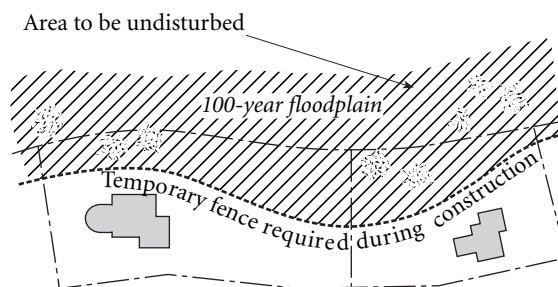 Area to be undisturbed
100-year floodplain
Temporary fence required during construction